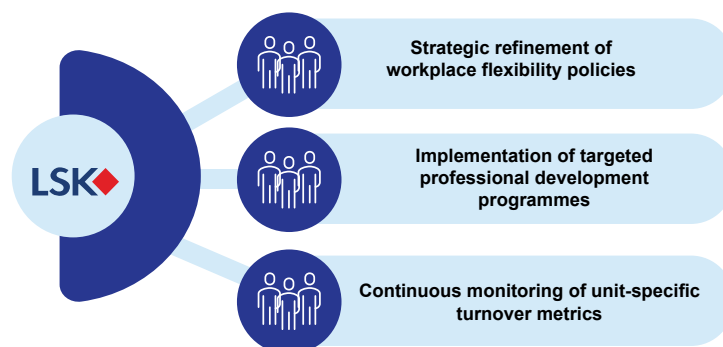 LSK
Strategic refinement of
workplace flexibility policies
Implementation of targeted
professional development
programmes
Continuous monitoring of unit-specific
turnover metrics